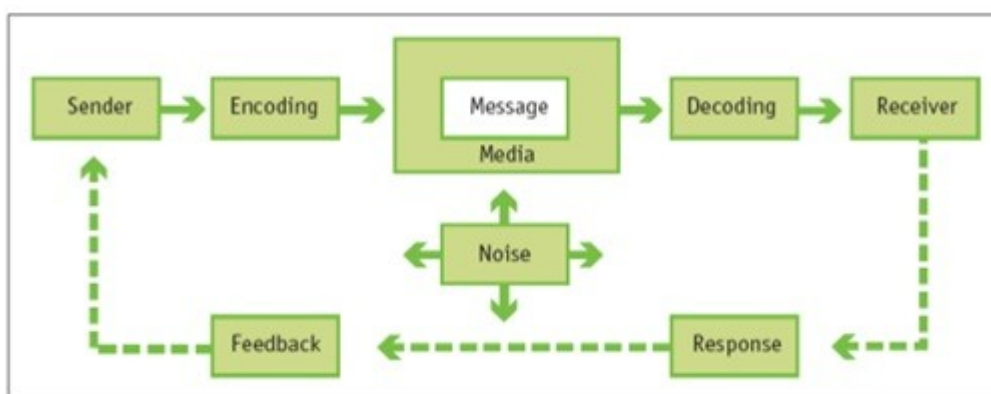 Sender
Encoding
Message
Media
Decoding
Receiver
Noise
Feedback
Response